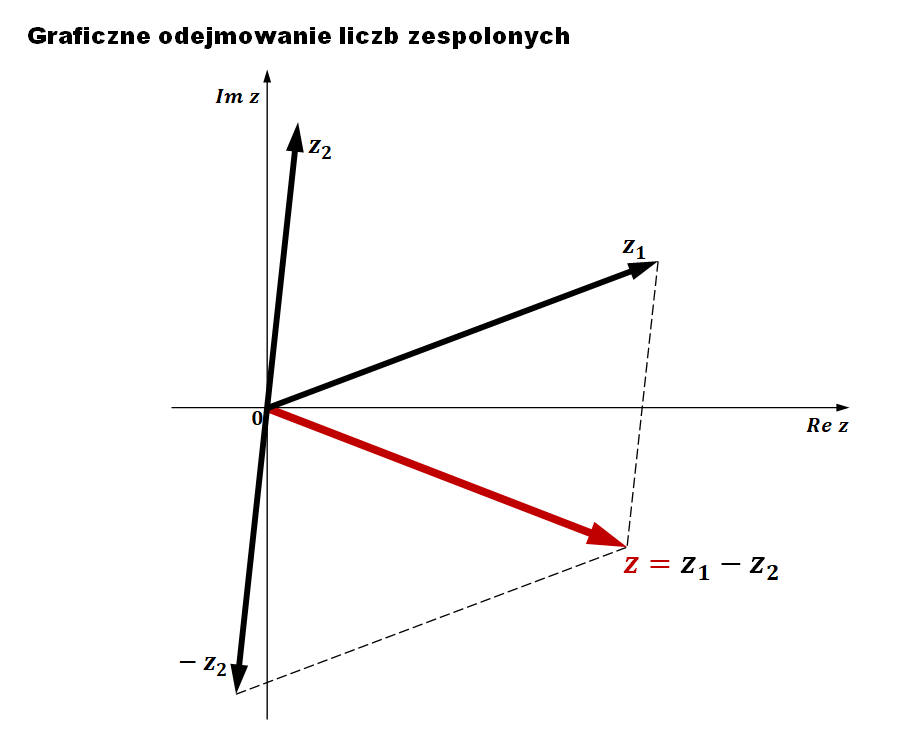 Graficzne odejmowanie liczb zespolonych
Im z
z₂
z₁
0
Re z
z = z₁ − z₂
− z₂